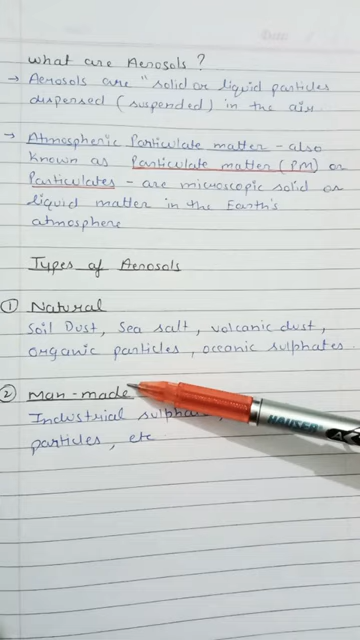 what are Aerosols ?
→ Aerosols are "solid or liquid particles
dispersed (suspended) in the air
→ Atmospheric Particulate matter - also
known as Particulate matter (PM) or
Particulates - are microscopic solid or
liquid matter in the Earth's
atmosphere
Types of Aerosols
① Natural
Soil Dust, Sea salt, volcanic dust,
organic particles, oceanic sulphates
② Man-made
Industrial
particles, etc
HAUSER